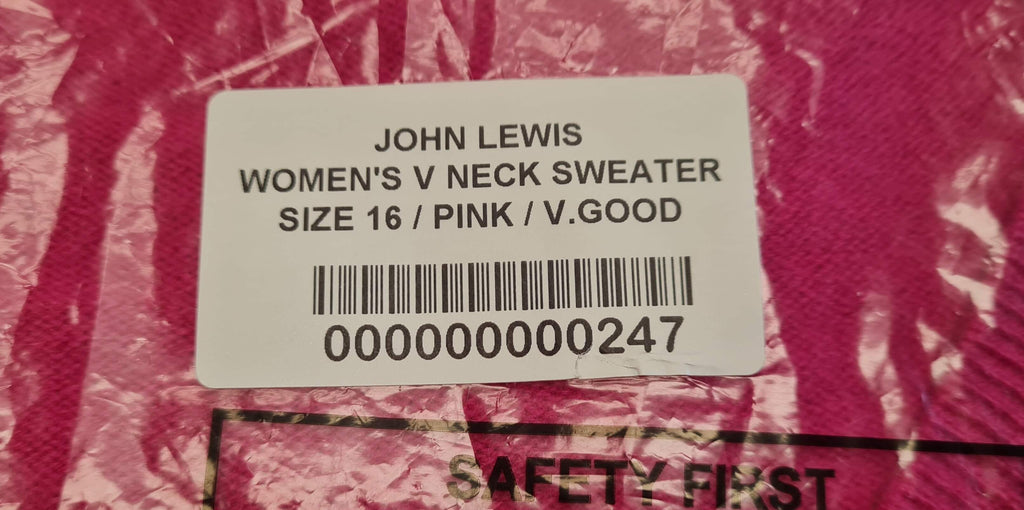 JOHN LEWIS
WOMEN'S V NECK SWEATER
SIZE 16 / PINK / V.GOOD
000000000247
SAFETY FIRST